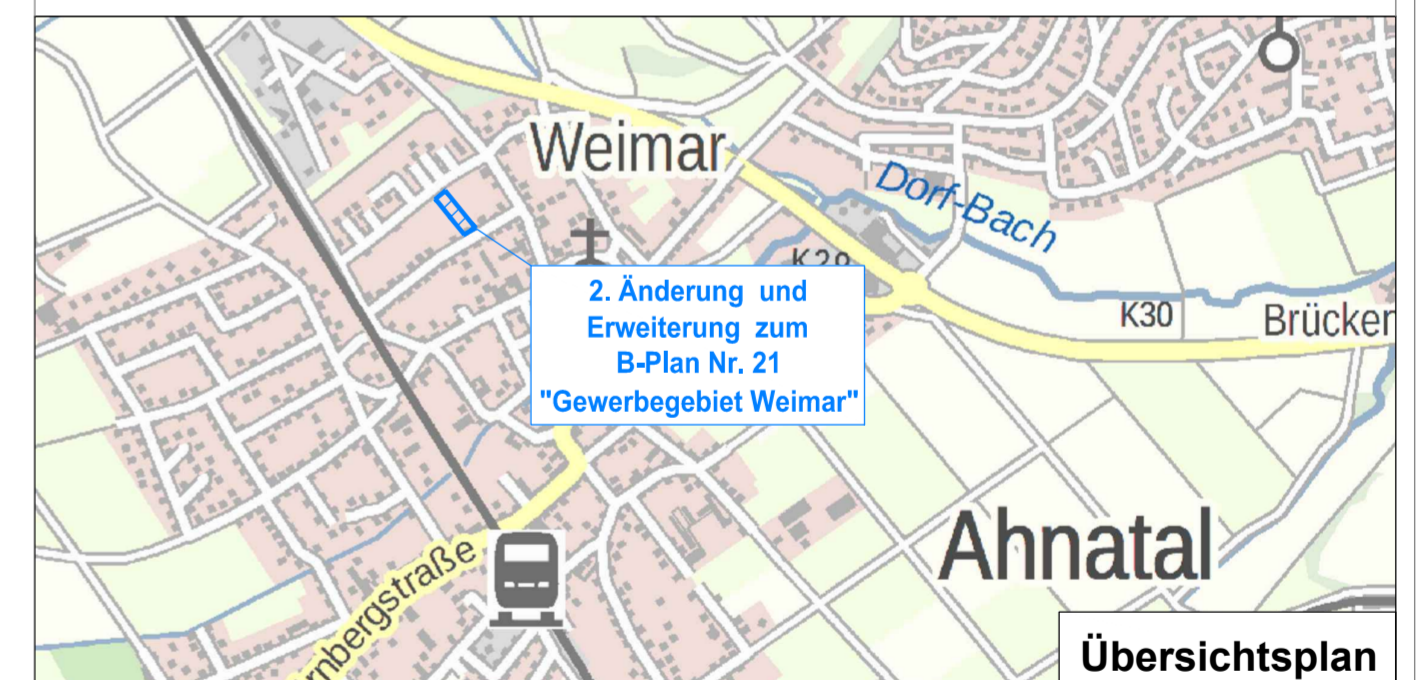 Weimar
Dorf-Bach
2. Änderung und
Erweiterung zum
B-Plan Nr. 21
"Gewerbegebiet Weimar"
K30
Ahnatal
Übersichtsplan